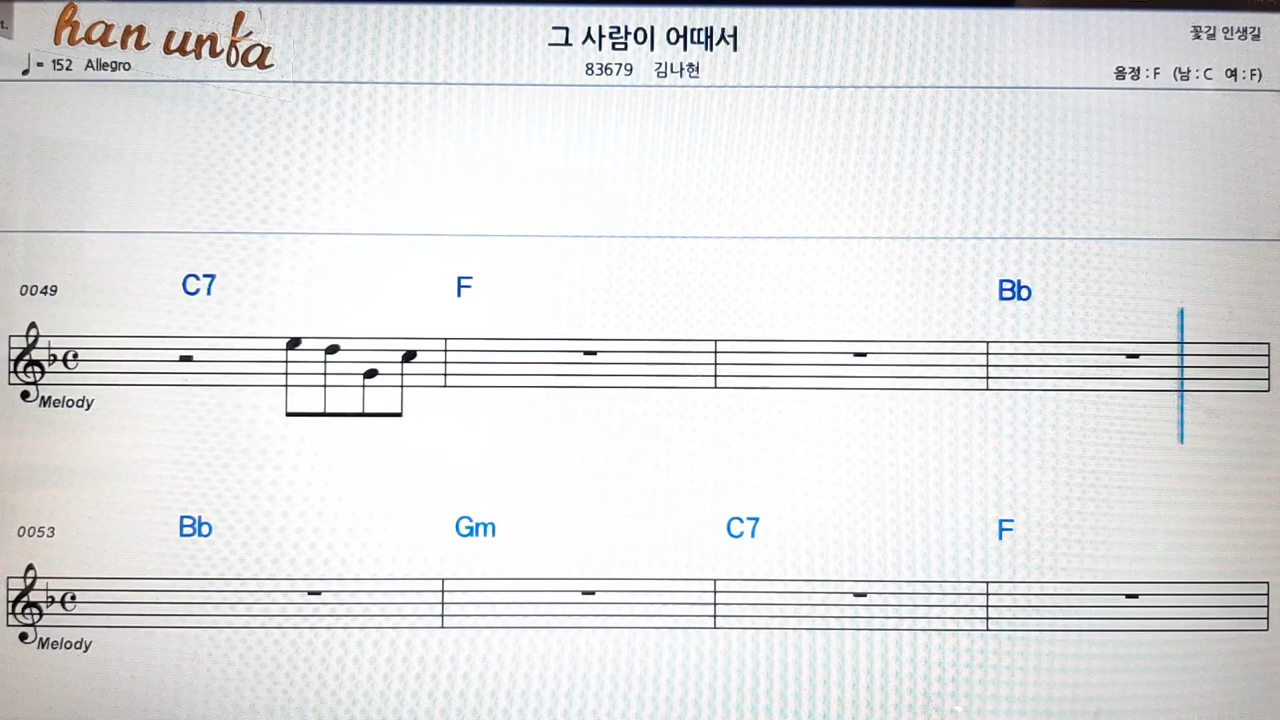 t.
han unfa
그 사람이 어때서
꽃길 인생길
= 152 Allegro
83679 김나현
음정 : F (남 : C 여 : F)
0049 C7 F Bb
Melody
0053 Bb Gm C7 F
Melody